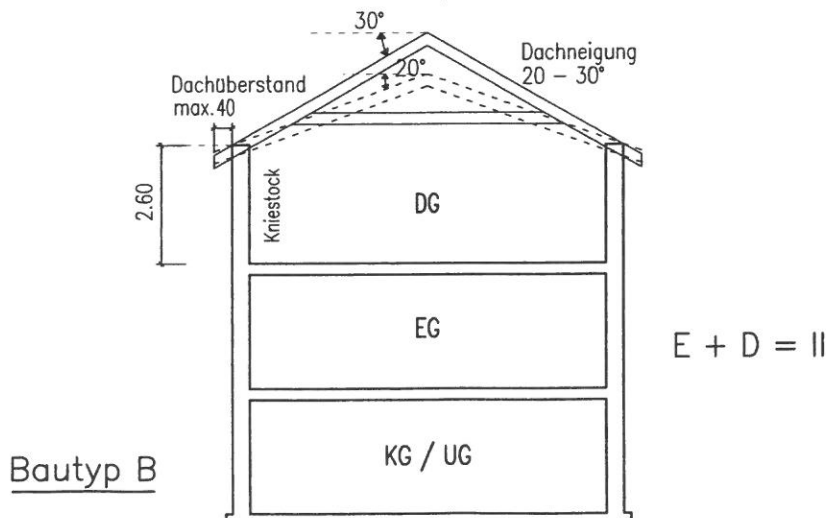 30°
Dachneigung
20 – 30°
20°
Dachüberstand
max.40
2.60
Kniestock
DG
EG
E + D = II
KG / UG
Bautyp B